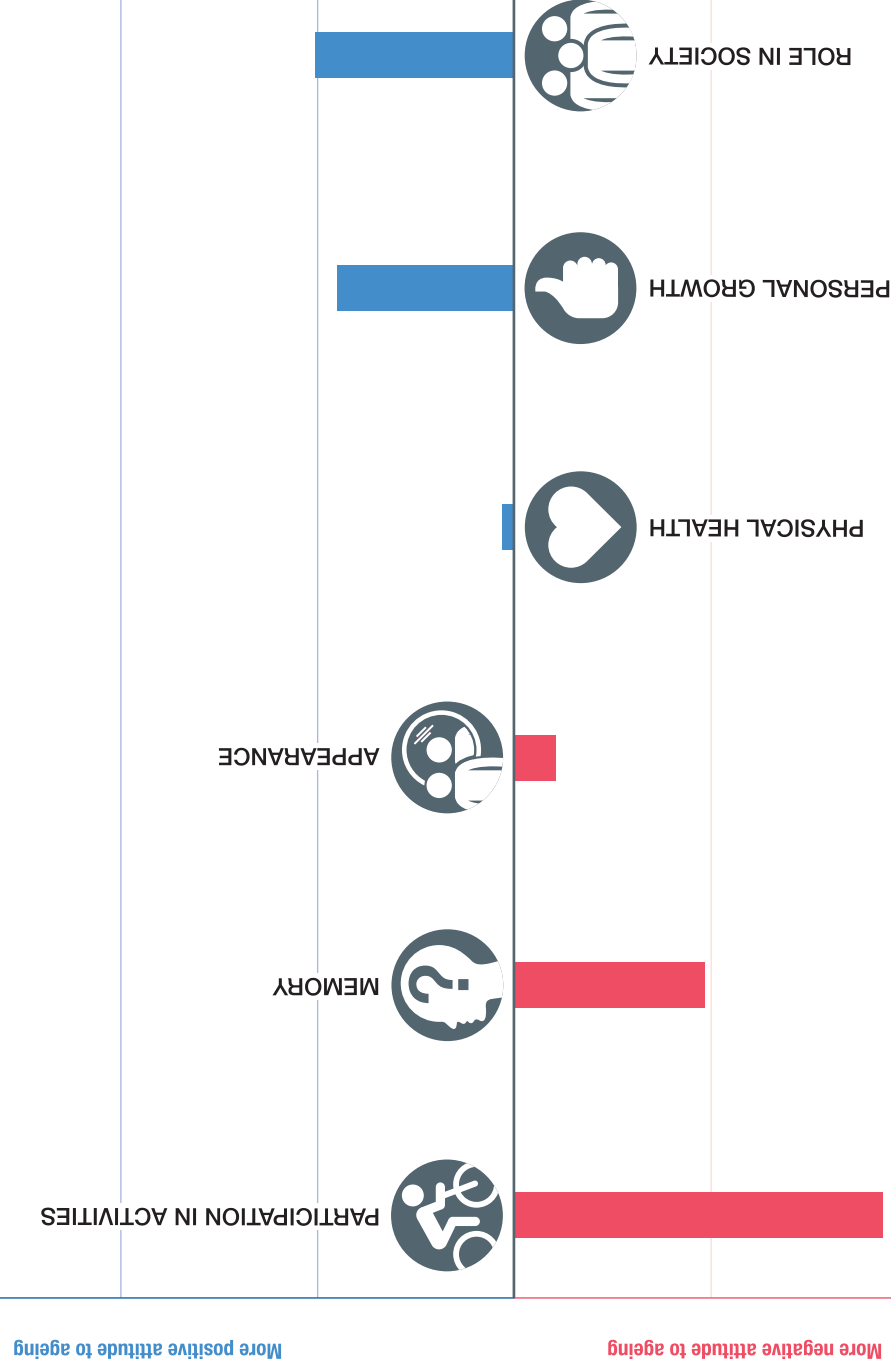 More negative attitude to ageing
More positive attitude to ageing
PARTICIPATION IN ACTIVITIES
?
MEMORY
APPEARANCE
PHYSICAL HEALTH
PERSONAL GROWTH
ROLE IN SOCIETY